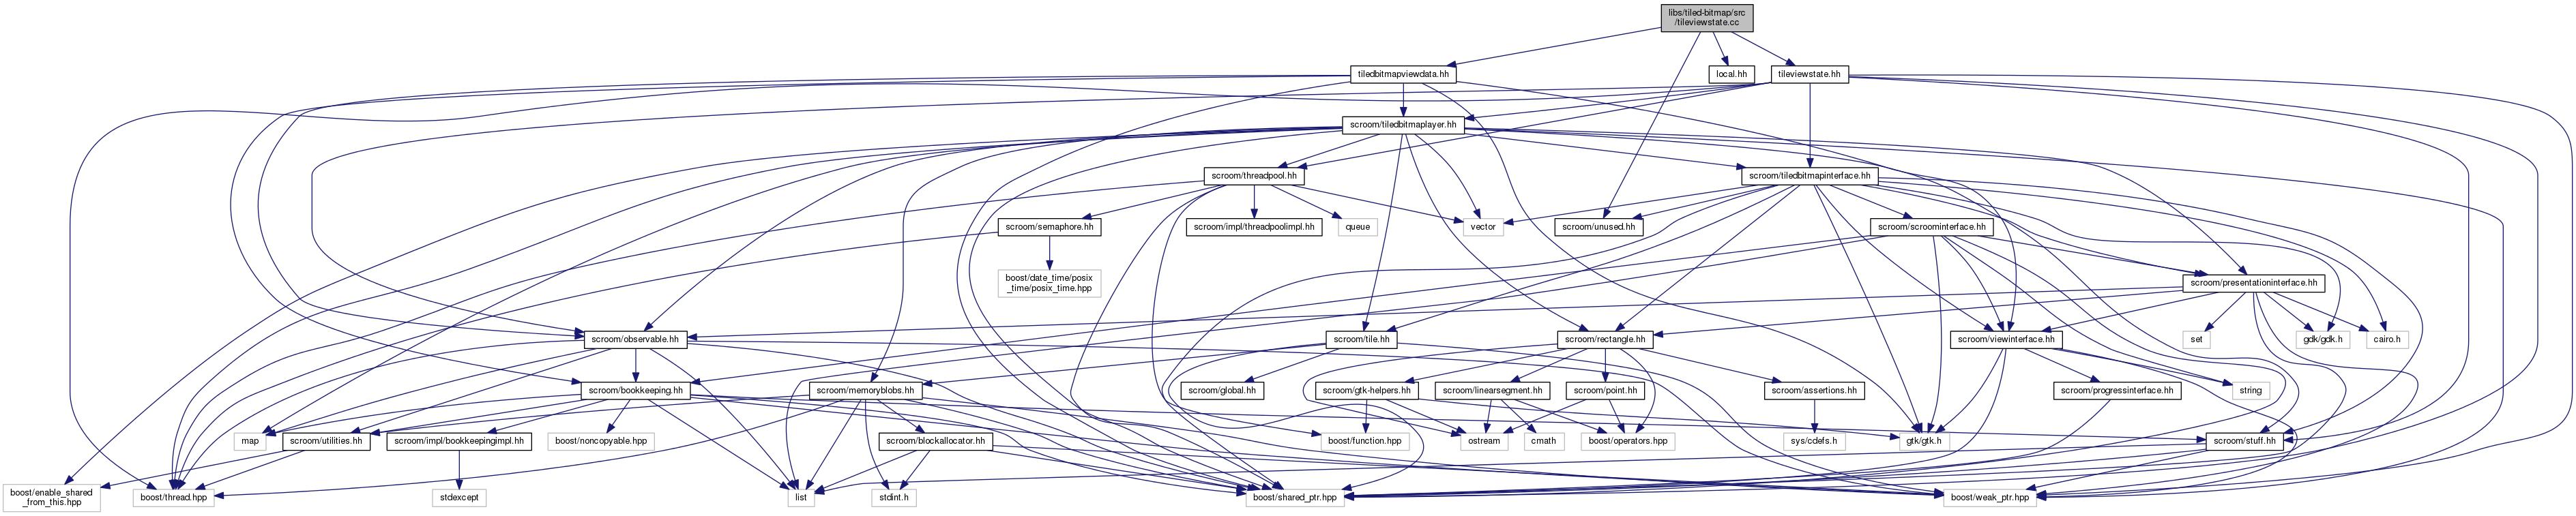 libs/tiled-bitmap/src
/tileviewstate.cc
tiledbitmapviewdata.hh
local.hh
tileviewstate.hh
scroom/tiledbitmaplayer.hh
scroom/threadpool.hh
scroom/tiledbitmapinterface.hh
scroom/semaphore.hh
scroom/impl/threadpoolimpl.hh
queue
vector
scroom/unused.hh
scroom/scroominterface.hh
boost/date_time/posix
_time/posix_time.hpp
scroom/presentationinterface.hh
scroom/observable.hh
scroom/tile.hh
scroom/rectangle.hh
scroom/viewinterface.hh
set
gdk/gdk.h
cairo.h
scroom/bookkeeping.hh
scroom/memoryblobs.hh
scroom/global.hh
scroom/gtk-helpers.hh
scroom/linearsegment.hh
scroom/point.hh
scroom/assertions.hh
scroom/progressinterface.hh
string
map
scroom/utilities.hh
scroom/impl/bookkeepingimpl.hh
boost/noncopyable.hpp
scroom/blockallocator.hh
boost/function.hpp
ostream
cmath
boost/operators.hpp
sys/cdefs.h
gtk/gtk.h
scroom/stuff.hh
boost/enable_shared
_from_this.hpp
boost/thread.hpp
stdexcept
list
stdint.h
boost/shared_ptr.hpp
boost/weak_ptr.hpp